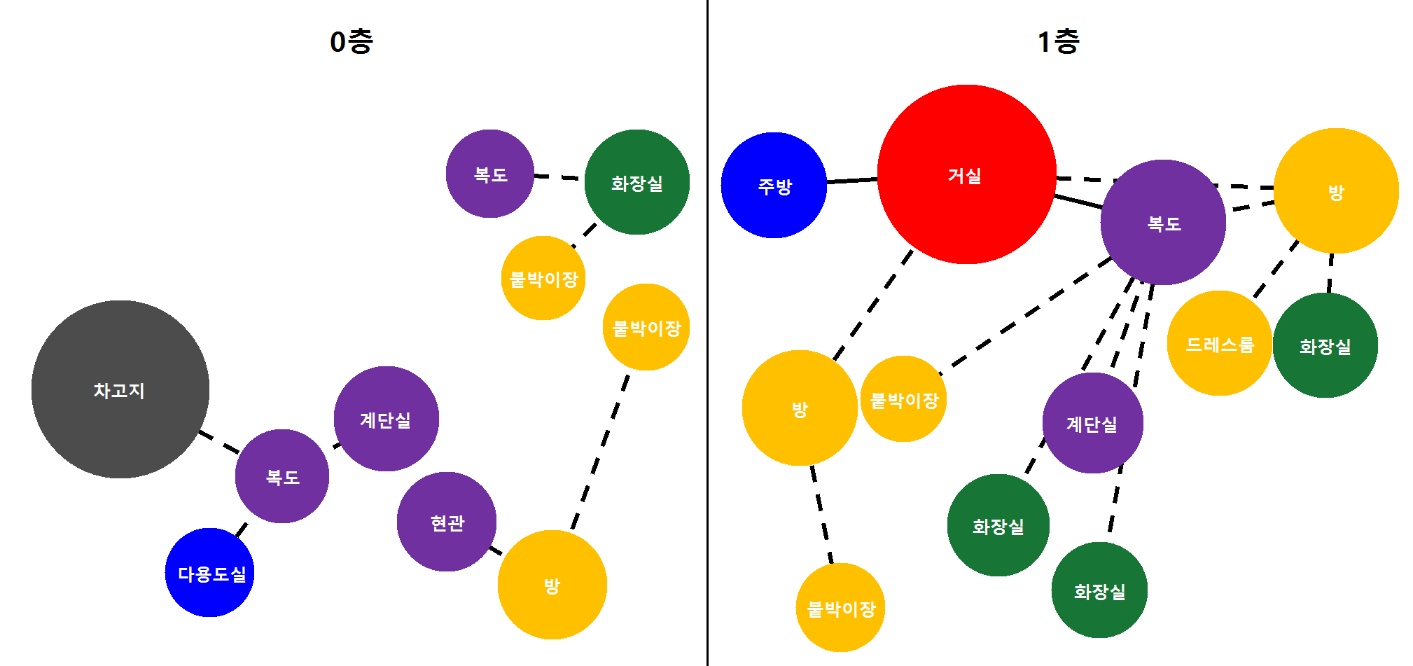 0층
복도
화장실
붙박이장
붙박이장
차고지
계단실
복도
현관
다용도실
방
1층
거실
주방
방
복도
드레스룸
화장실
방
붙박이장
계단실
화장실
화장실
붙박이장